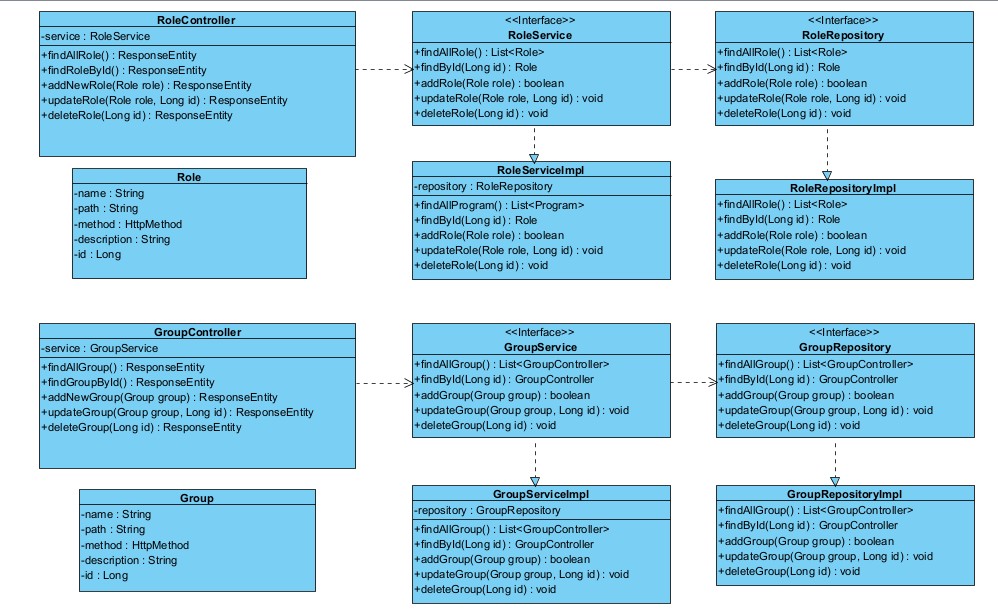 RoleController
-service : RoleService
+findAllRole() : ResponseEntity
+findRoleById() : ResponseEntity
+addNewRole(Role role) : ResponseEntity
+updateRole(Role role, Long id) : ResponseEntity
+deleteRole(Long id) : ResponseEntity
<<Interface>>
RoleService
+findAllRole() : List<Role>
+findById(Long id) : Role
+addRole(Role role) : boolean
+updateRole(Role role, Long id) : void
+deleteRole(Long id) : void
<<Interface>>
RoleRepository
+findAllRole() : List<Role>
+findById(Long id) : Role
+addRole(Role role) : boolean
+updateRole(Role role, Long id) : void
+deleteRole(Long id) : void
Role
-name : String
-path : String
-method : HttpMethod
-description : String
-id : Long
RoleServiceImpl
-repository : RoleRepository
+findAllProgram() : List<Program>
+findById(Long id) : Role
+addRole(Role role) : boolean
+updateRole(Role role, Long id) : void
+deleteRole(Long id) : void
RoleRepositoryImpl
+findAllRole() : List<Role>
+findById(Long id) : Role
+addRole(Role role) : boolean
+updateRole(Role role, Long id) : void
+deleteRole(Long id) : void
GroupController
-service : GroupService
+findAllGroup() : ResponseEntity
+findGroupById() : ResponseEntity
+addNewGroup(Group group) : ResponseEntity
+updateGroup(Group group, Long id) : ResponseEntity
+deleteGroup(Long id) : ResponseEntity
<<Interface>>
GroupService
+findAllGroup() : List<GroupController>
+findById(Long id) : GroupController
+addGroup(Group group) : boolean
+updateGroup(Group group, Long id) : void
+deleteGroup(Long id) : void
<<Interface>>
GroupRepository
+findAllGroup() : List<GroupController>
+findById(Long id) : GroupController
+addGroup(Group group) : boolean
+updateGroup(Group group, Long id) : void
+deleteGroup(Long id) : void
Group
-name : String
-path : String
-method : HttpMethod
-description : String
-id : Long
GroupServiceImpl
-repository : GroupRepository
+findAllGroup() : List<GroupController>
+findById(Long id) : GroupController
+addGroup(Group group) : boolean
+updateGroup(Group group, Long id) : void
+deleteGroup(Long id) : void
GroupRepositoryImpl
+findAllGroup() : List<GroupController>
+findById(Long id) : GroupController
+addGroup(Group group) : boolean
+updateGroup(Group group, Long id) : void
+deleteGroup(Long id) : void